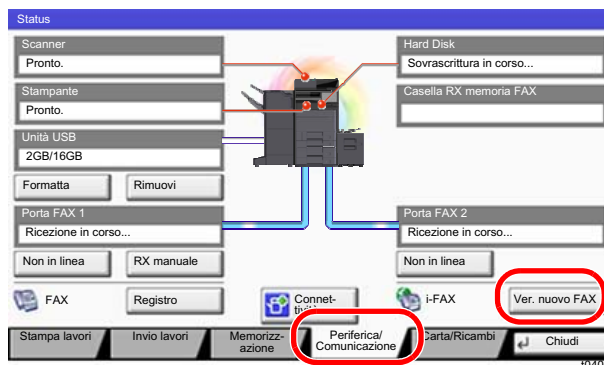 Status
Scanner
Pronto.
Hard Disk
Sovrascrittura in corso...
Stampante
Pronto.
Casella RX memoria FAX
Unità USB
2GB/16GB
Formatta
Rimuovi
Porta FAX 1
Ricezione in corso...
Porta FAX 2
Ricezione in corso...
Non in linea
RX manuale
Non in linea
FAX
Registro
Connet-
tività
i-FAX
Ver. nuovo FAX
Stampa lavori
Invio lavori
Memorizz-
azione
Periferica/
Comunicazione
Carta/Ricambi
Chiudi